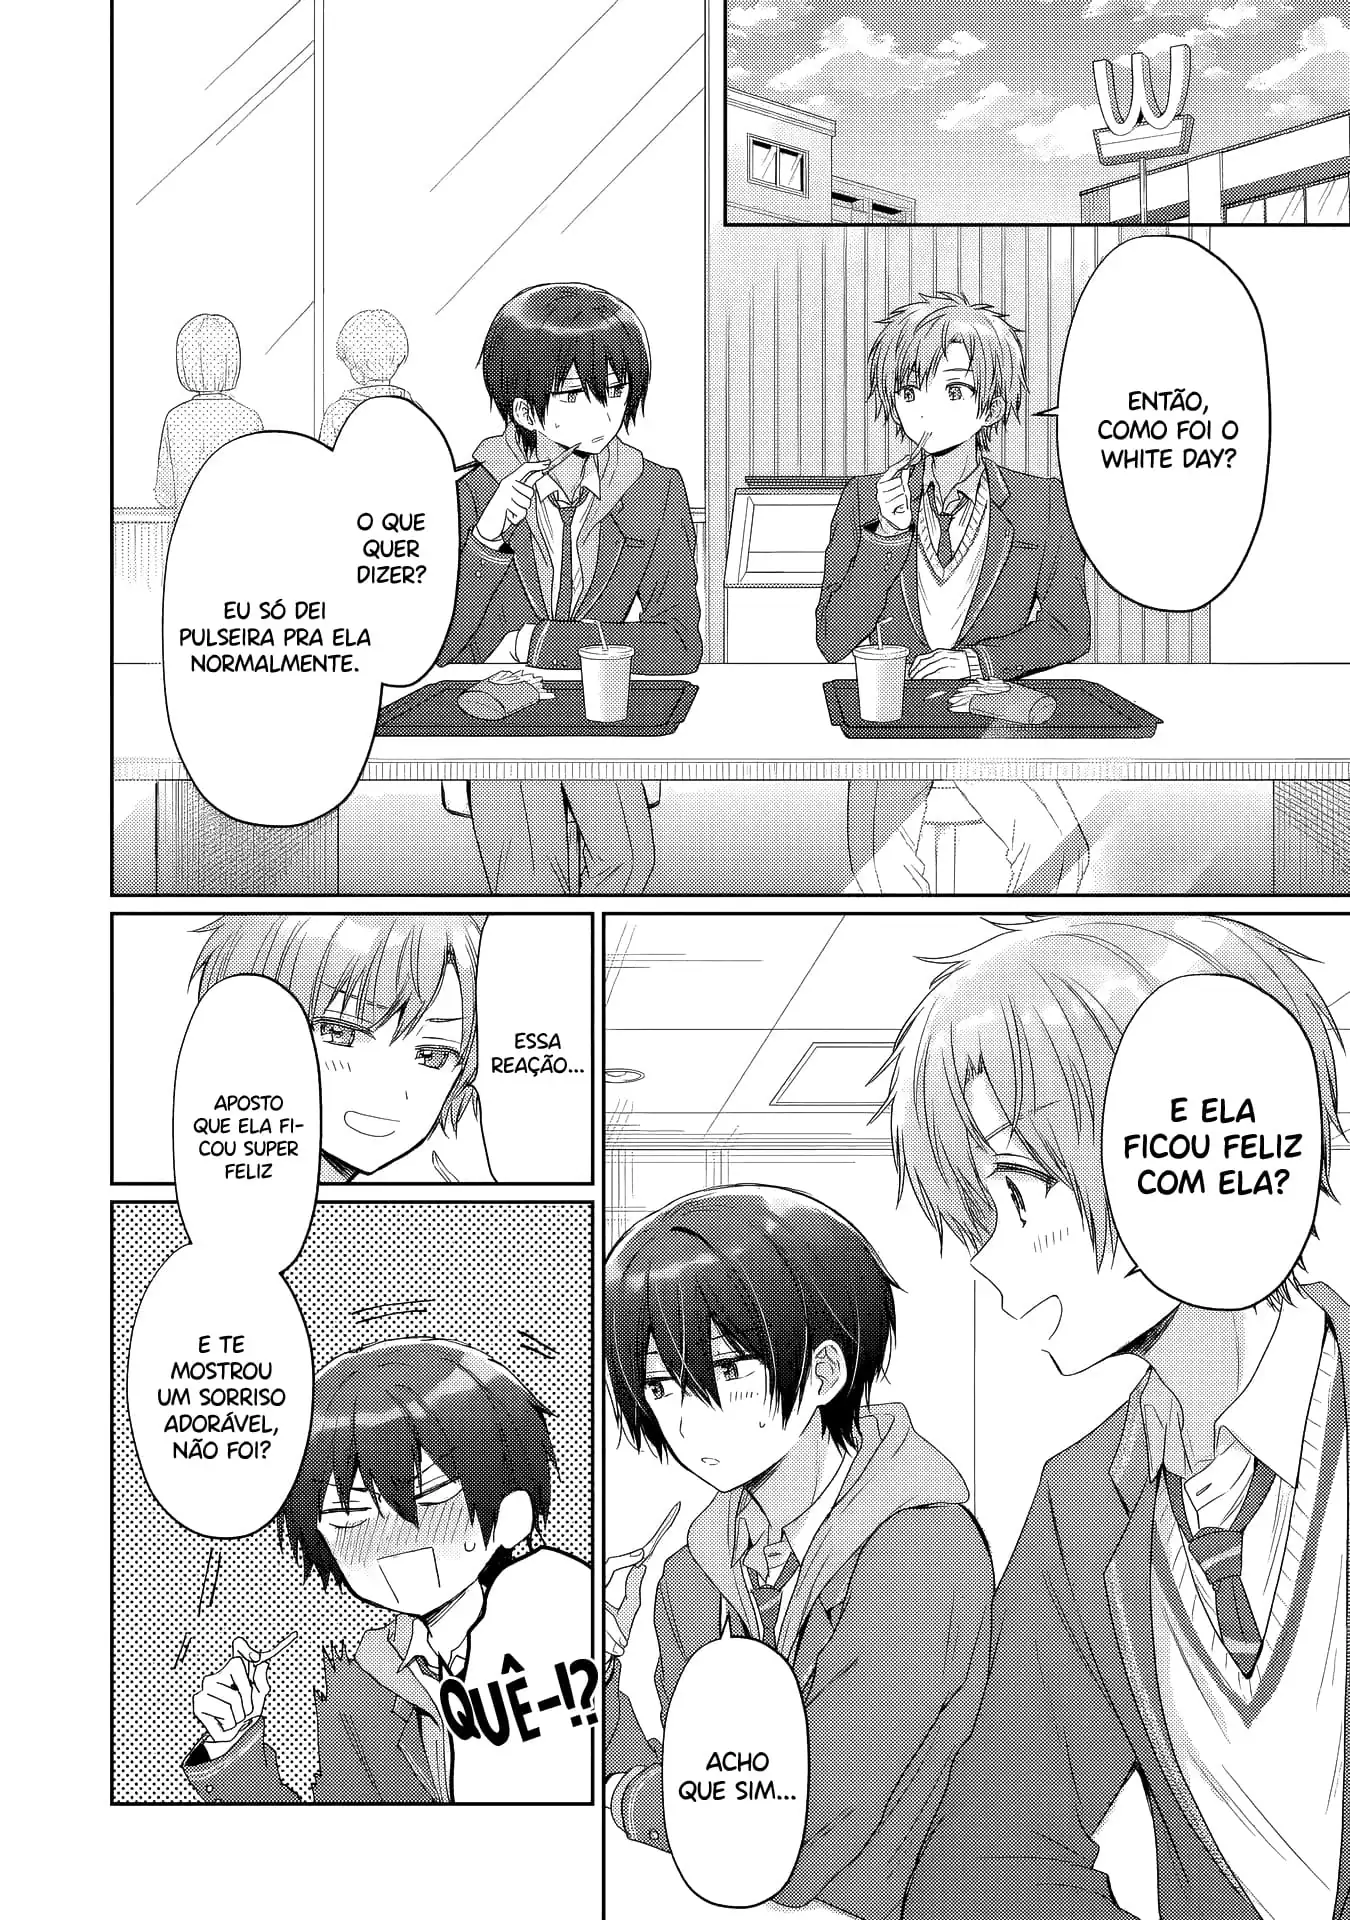 ENTÃO,
COMO FOI O
WHITE DAY?
O QUE
QUER
DIZER?
EU SÓ DEI
PULSEIRA PRA ELA
NORMALMENTE.
E ELA
FICOU FELIZ
COM ELA?
ACHO
QUE SIM...
ESSA
REAÇÃO...
APOSTO
QUE ELA FI-
COU SUPER
FELIZ
E TE
MOSTROU
UM SORRISO
ADORÁVEL,
NÃO FOI?
QUÊ-!?